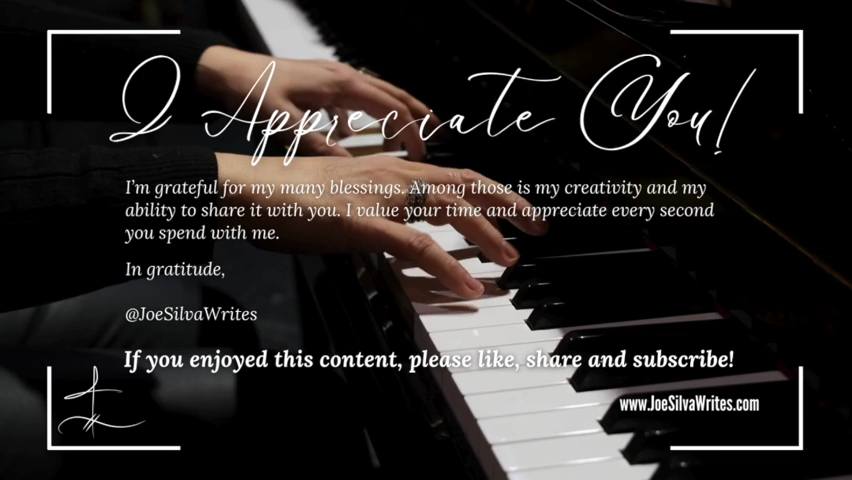 I Appreciate You!
I'm grateful for my many blessings. Among those is my creativity and my
ability to share it with you. I value your time and appreciate every second
you spend with me.
In gratitude,
@JoeSilvaWrites
If you enjoyed this content, please like, share and subscribe!
www.JoeSilvaWrites.com